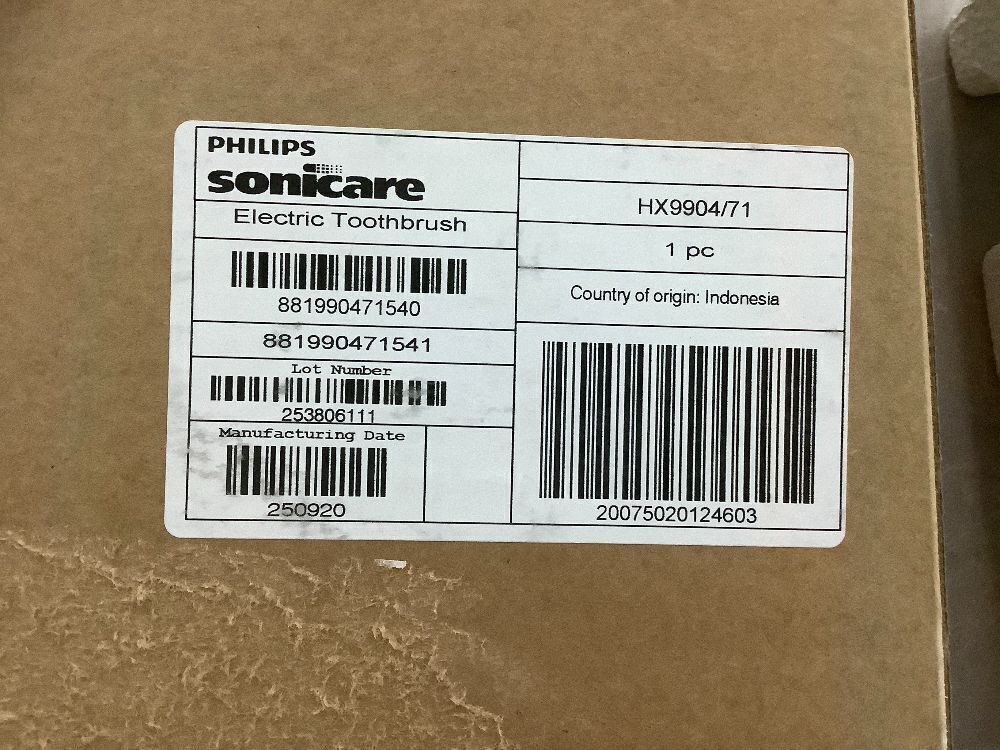 PHILIPS
sonicare
Electric Toothbrush
881990471540
881990471541
Lot Number
253806111
Manufacturing Date
250920
HX9904/71
1 pc
Country of origin: Indonesia
20075020124603